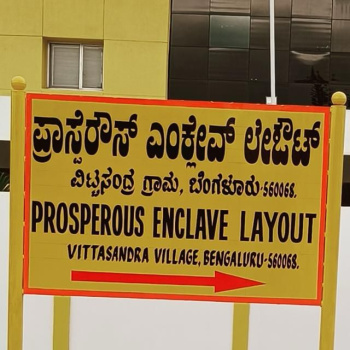 ಪ್ರಾಸ್ಪೆರೌಸ್ ಎಂಕ್ಲೇವ್ ಲೇಔಟ್
ವಿಟ್ಟಸಂದ್ರ ಗ್ರಾಮ, ಬೆಂಗಳೂರು-560068.
PROSPEROUS ENCLAVE LAYOUT
VITTASANDRA VILLAGE, BENGALURU-560068.